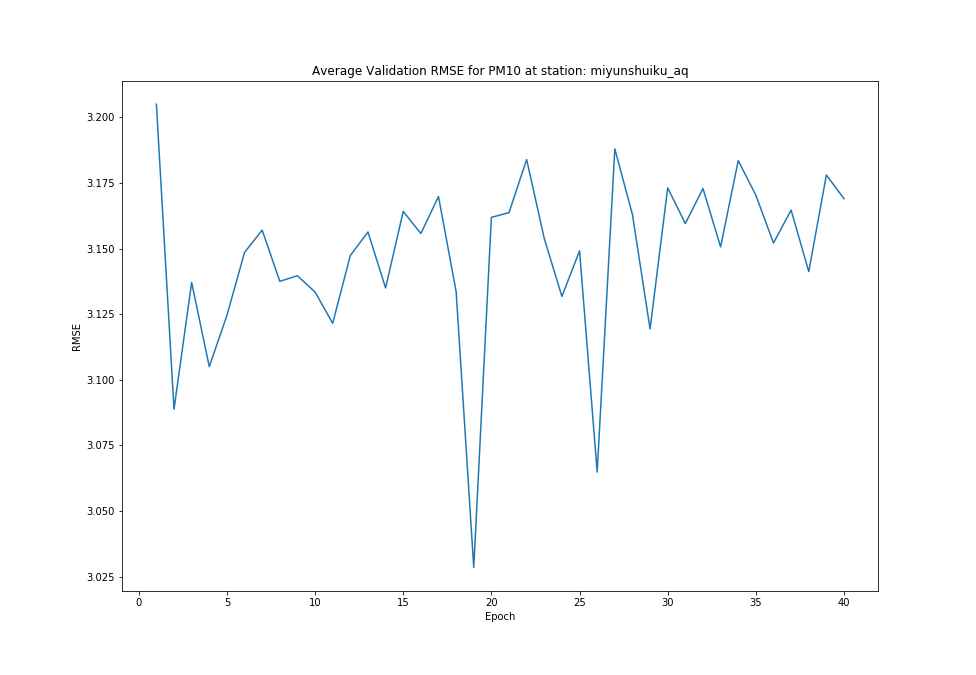 Average Validation RMSE for PM10 at station: miyunshuiku_aq
3.200
3.175
3.150
3.125
3.100
3.075
3.050
3.025
RMSE
0 5 10 15 20 25 30 35 40
Epoch